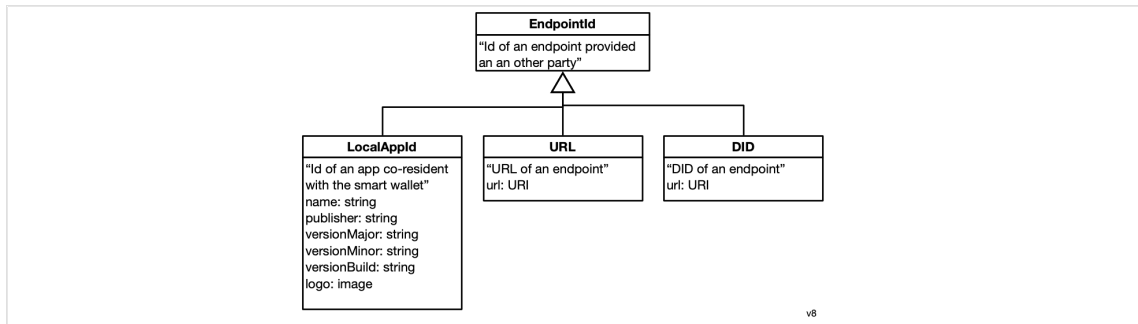 EndpointId
“Id of an endpoint provided
an an other party”
LocalAppId
“Id of an app co-resident
with the smart wallet”
name: string
publisher: string
versionMajor: string
versionMinor: string
versionBuild: string
logo: image
URL
“URL of an endpoint”
url: URI
DID
“DID of an endpoint”
url: URI
v8